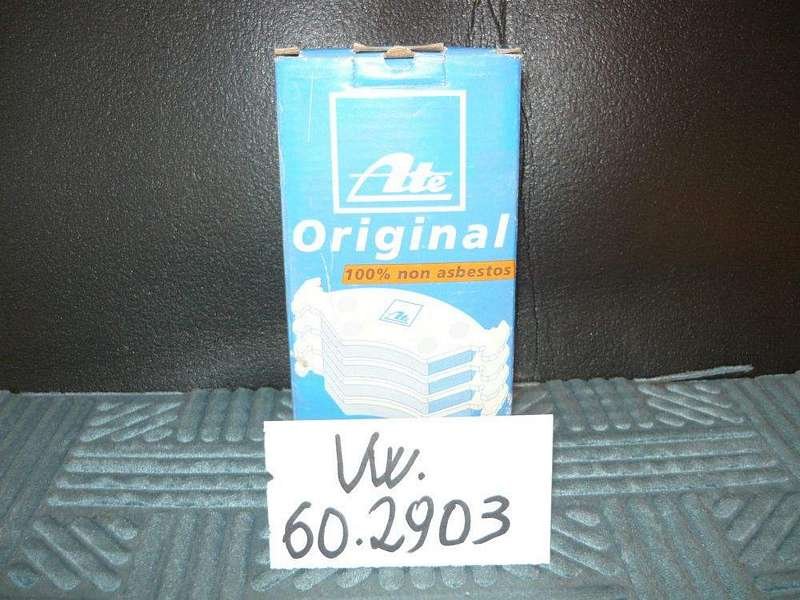 Ate
Original
100% non asbestos
Ate
Vw.
60.2903